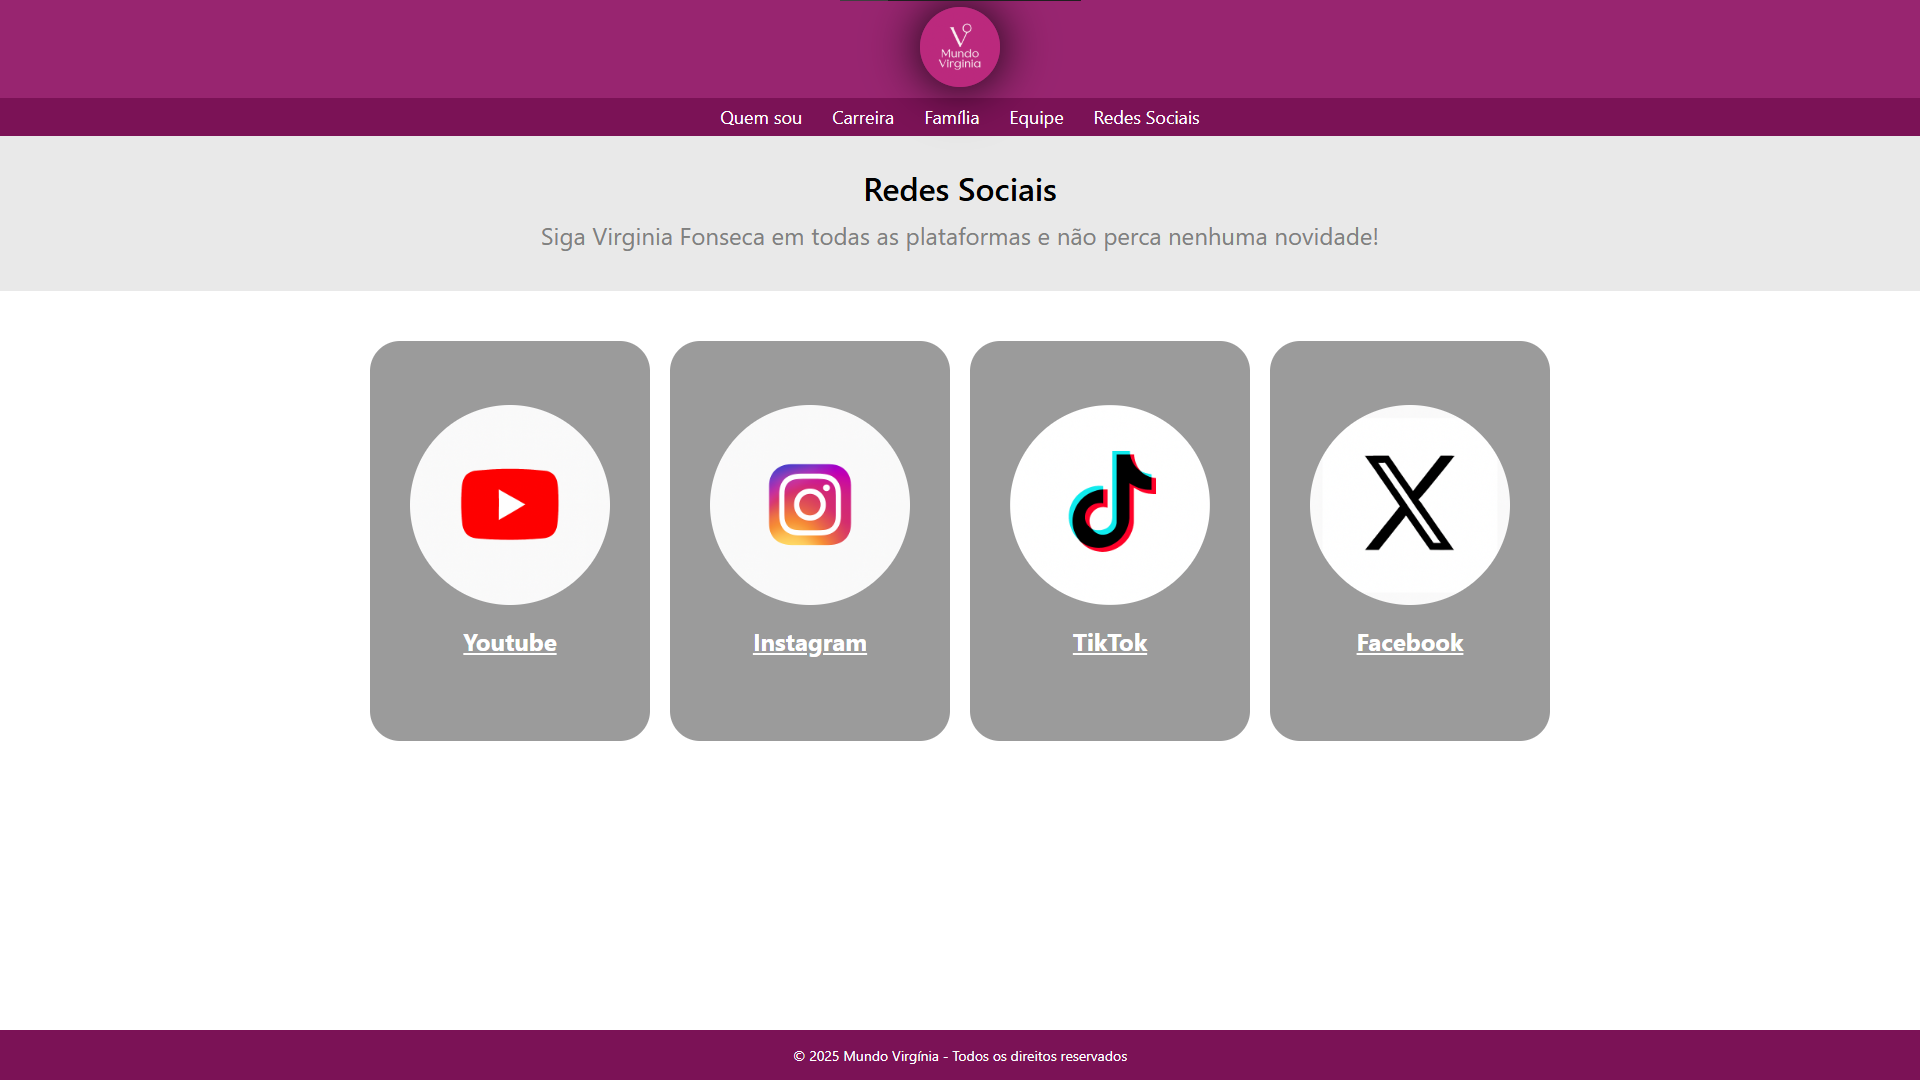 Mundo
Virginia
Quem sou Carreira Família Equipe Redes Sociais
Redes Sociais
Siga Virginia Fonseca em todas as plataformas e não perca nenhuma novidade!
Youtube Instagram TikTok Facebook
© 2025 Mundo Virgínia - Todos os direitos reservados